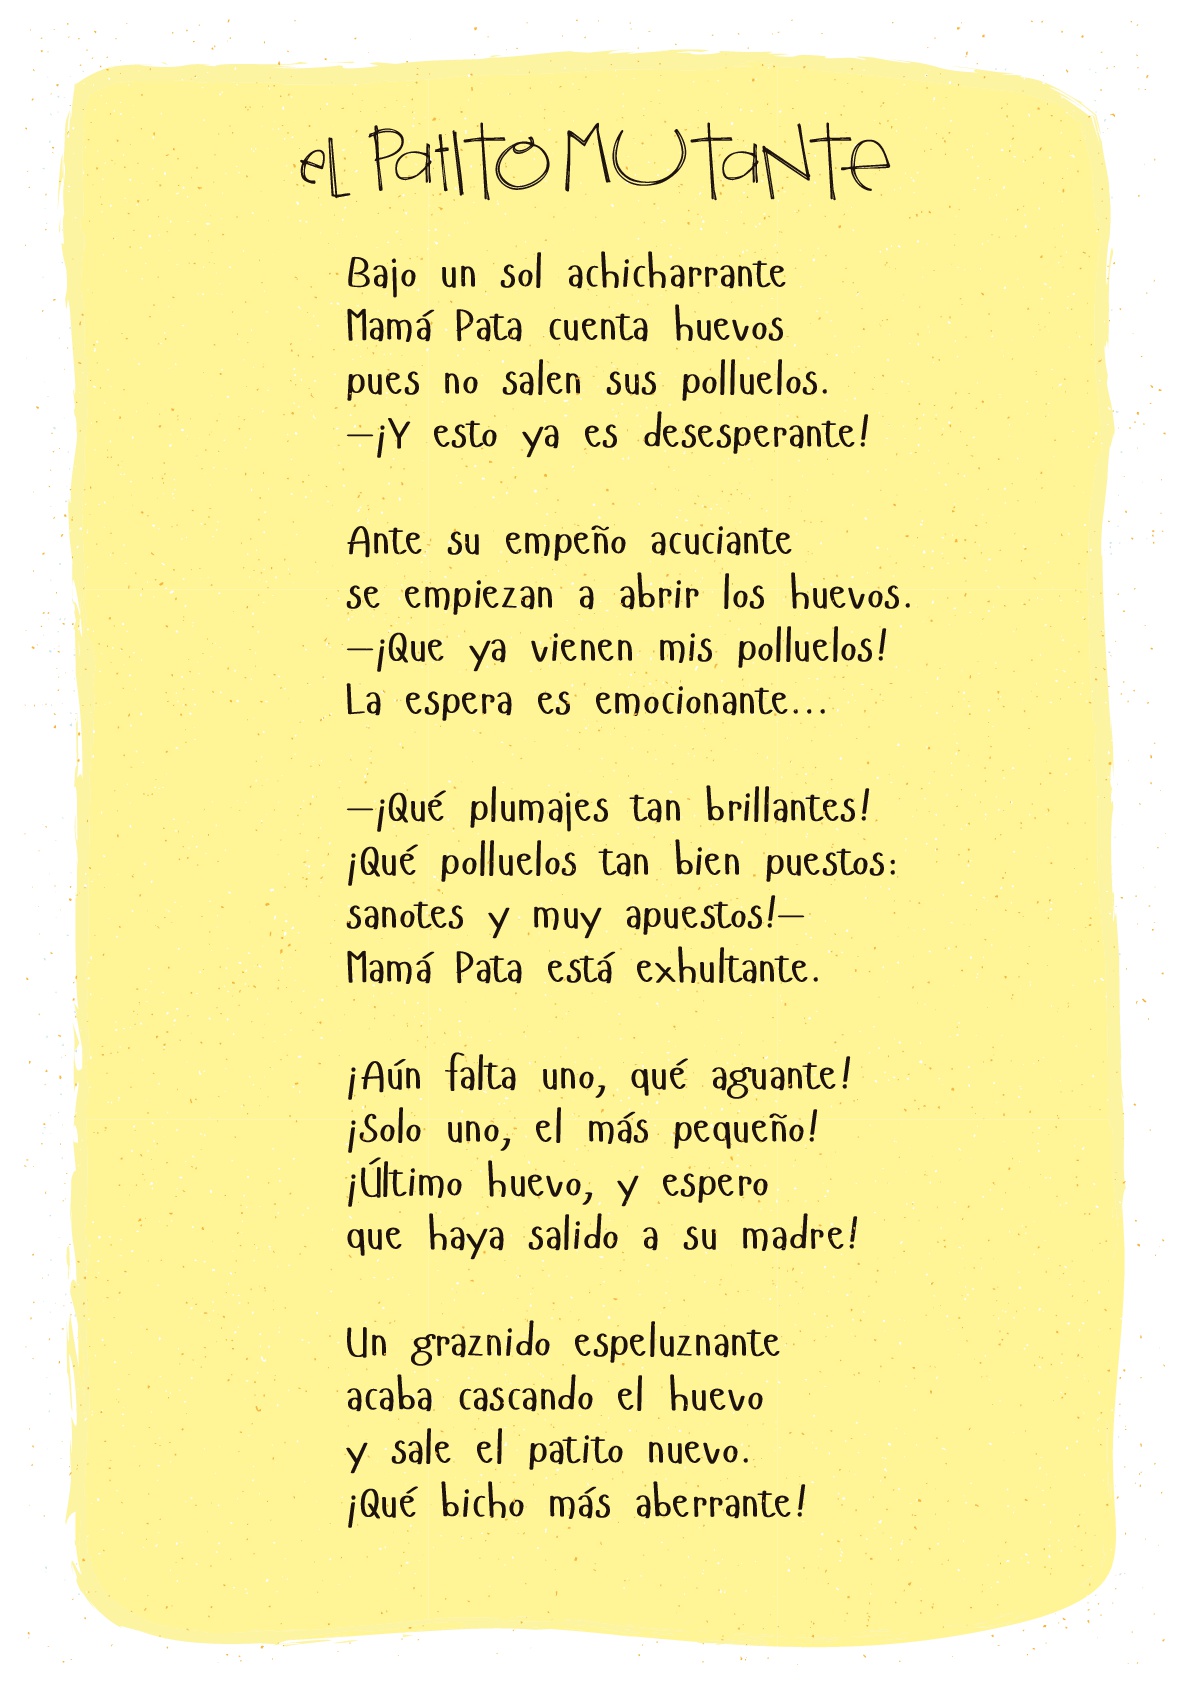 el Patito Mutante
Bajo un sol achicharrante
Mamá Pata cuenta huevos
pues no salen sus polluelos.
—¡Y esto ya es desesperante!
Ante su empeño acuciante
se empiezan a abrir los huevos.
—¡Que ya vienen mis polluelos!
La espera es emocionante...
—¡Qué plumajes tan brillantes!
¡Qué polluelos tan bien puestos:
sanotes y muy apuestos!—
Mamá Pata está exhultante.
¡Aún falta uno, qué aguante!
¡Solo uno, el más pequeño!
¡Último huevo, y espero
que haya salido a su madre!
Un graznido espeluznante
acaba cascando el huevo
y sale el patito nuevo.
¡Qué bicho más aberrante!